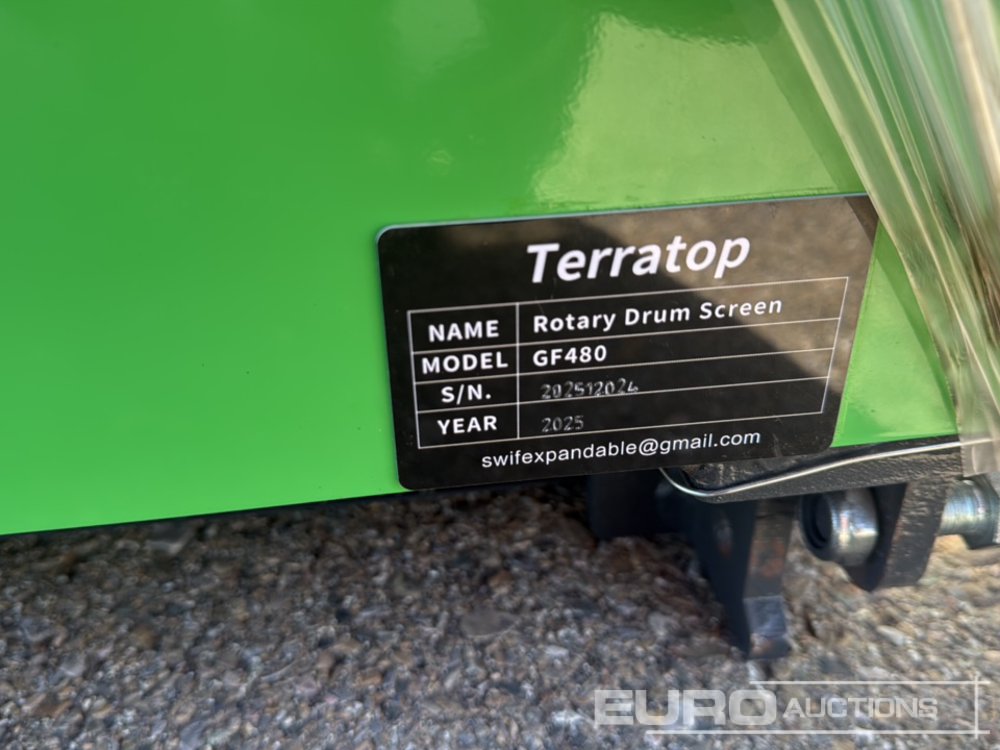 Terratop
NAME Rotary Drum Screen
MODEL GF480
S/N. 202512024
YEAR 2025
swifexpandable@gmail.com
EURO AUCTIONS